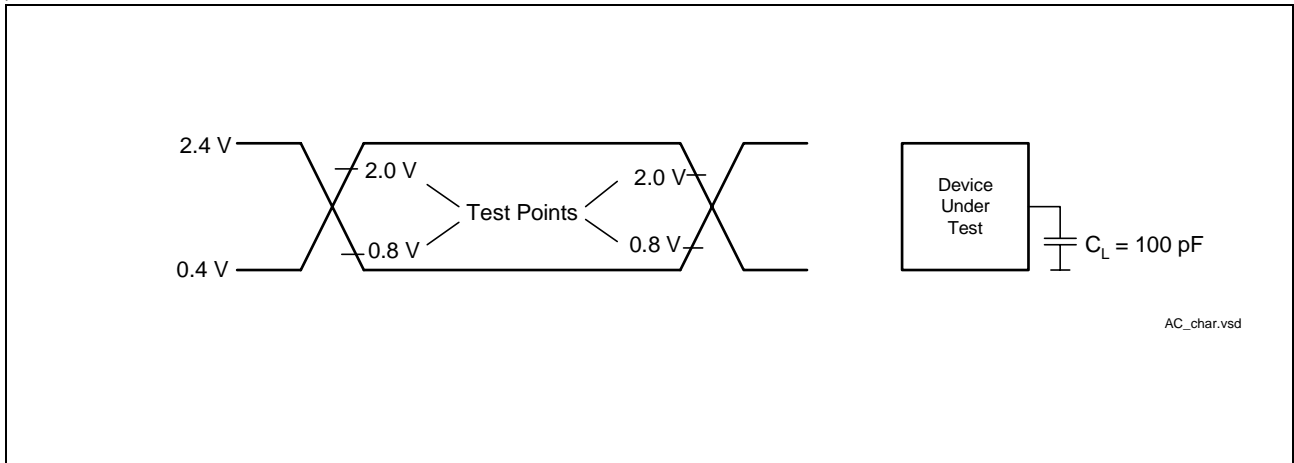 2.4 V
2.0 V
2.0 V
Test Points
0.8 V
0.8 V
0.4 V
Device
Under
Test
C_L = 100 pF
AC_char.vsd